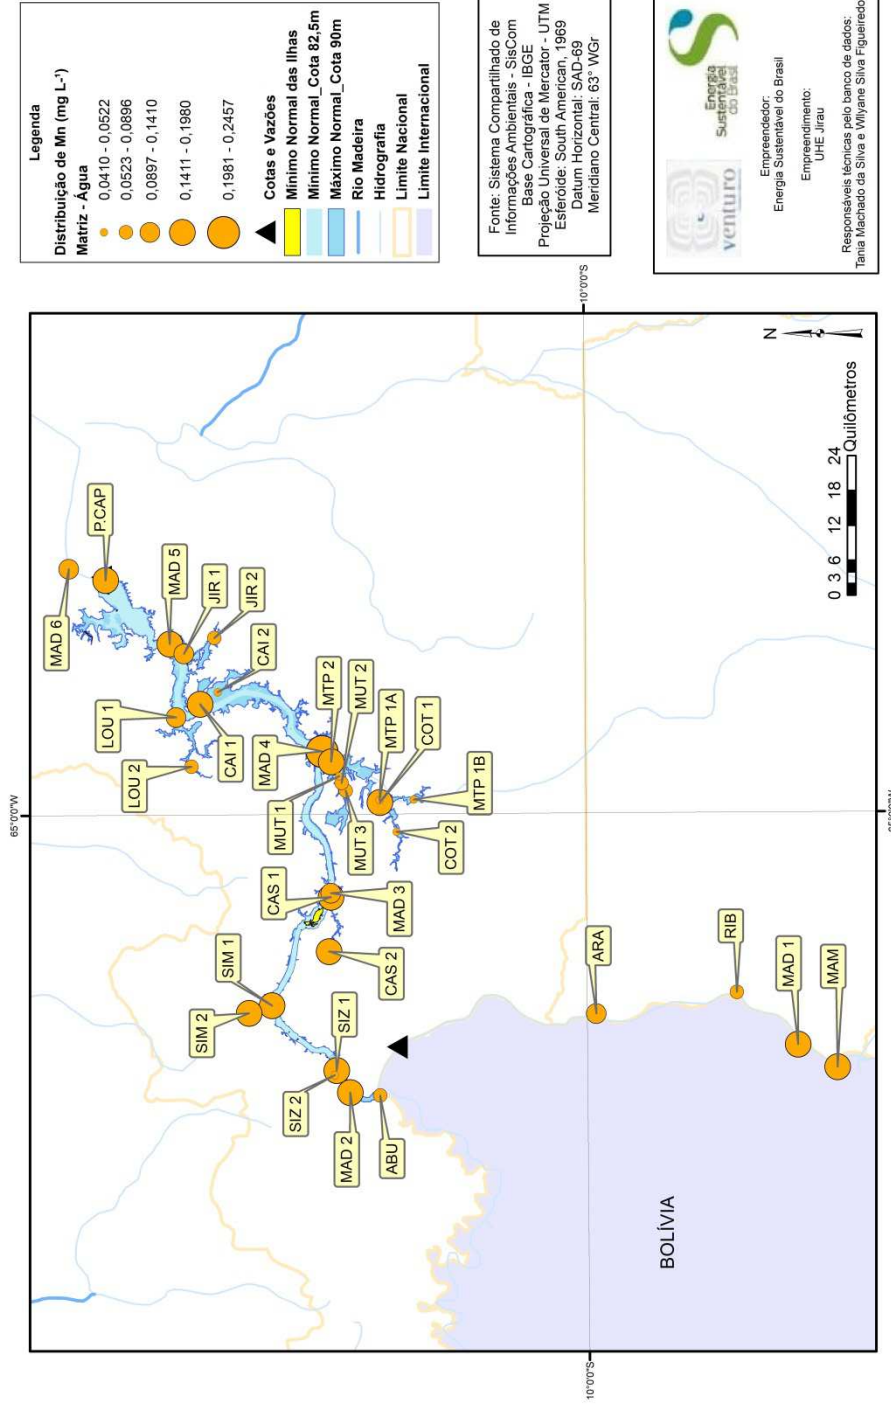 65°0'0"W
10°0'0"S
10°0'0"S
MAD 6
P.CAP
MAD 5
JIR 1
JIR 2
CAI 2
LOU 1
LOU 2
CAI 1
MAD 4
MTP 2
MUT 2
MUT 1
MUT 3
MTP 1A
COT 1
MTP 1B
COT 2
CAS 1
MAD 3
CAS 2
SIM 1
SIM 2
SIZ 1
SIZ 2
MAD 2
ABU
ARA
RIB
MAD 1
MAM
BOLÍVIA
N
0 3 6 12 18 24
Quilômetros
Legenda
Distribuição de Mn (mg L-¹)
Matriz - Água
0,0410 - 0,0522
0,0523 - 0,0896
0,0897 - 0,1410
0,1411 - 0,1980
0,1981 - 0,2457
Cotas e Vazões
Mínimo Normal das Ilhas
Mínimo Normal_Cota 82,5m
Máximo Normal_Cota 90m
Rio Madeira
Hidrografia
Limite Nacional
Limite Internacional
Fonte: Sistema Compartilhado de
Informações Ambientais - SisCom
Base Cartográfica - IBGE
Projeção Universal de Mercator - UTM
Esferóide: South American, 1969
Datum Horizontal: SAD-69
Meridiano Central: 63° WGr
venturo
Energia
Sustentável
do Brasil
Empreendedor:
Energia Sustentável do Brasil
Empreendimento:
UHE Jirau
Responsáveis técnicas pelo banco de dados:
Tania Machado da Silva e Wilyane Silva Figueiredo